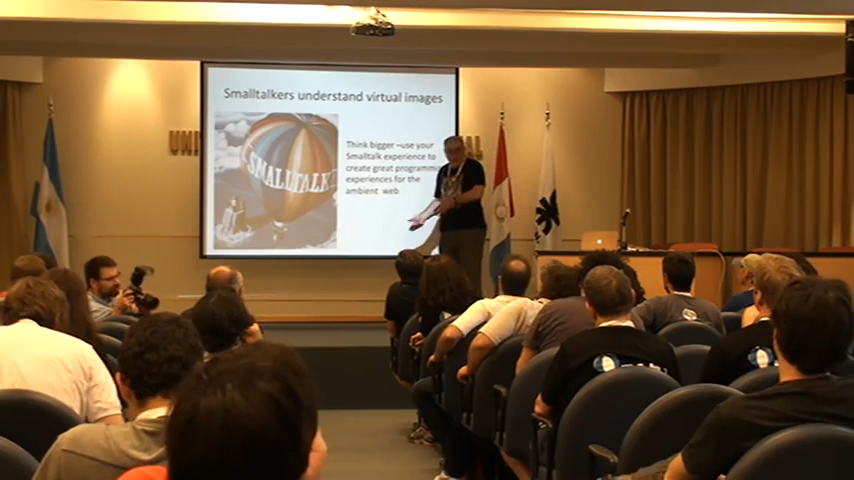 Smalltalkers understand virtual images
SMALLTALK
Think bigger –use your
Smalltalk experience to
create great programming
experiences for the
ambient web
UNI
AL